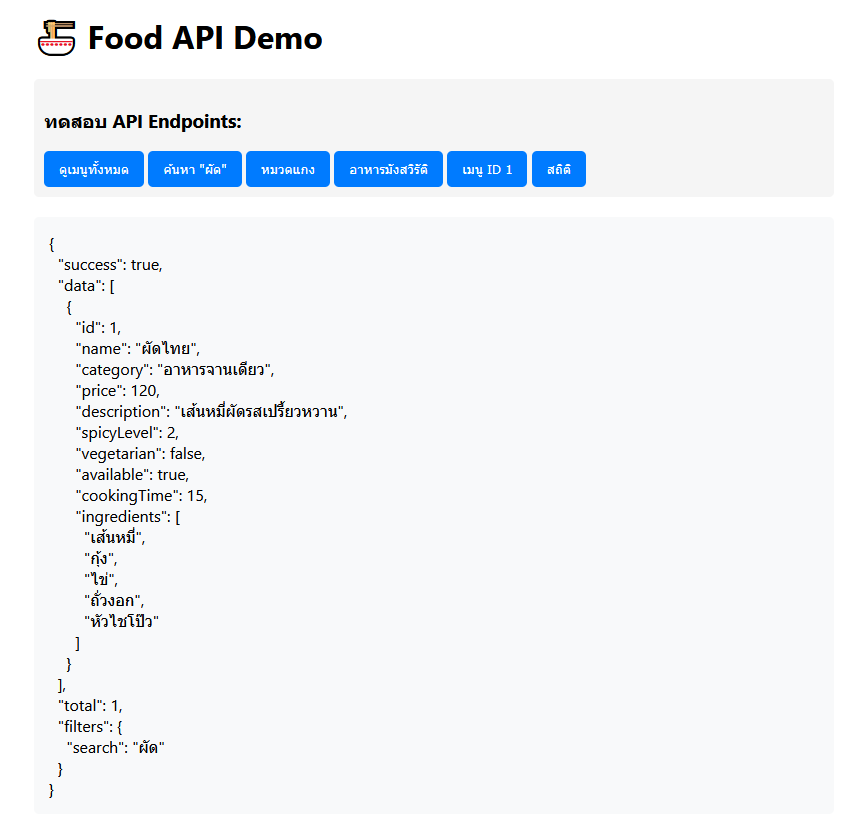 Food API Demo
ทดสอบ API Endpoints:
ดูเมนูทั้งหมด ค้นหา "ผัด" หมวดแกง อาหารมังสวิรัติ เมนู ID 1 สถิติ
{
  "success": true,
  "data": [
    {
      "id": 1,
      "name": "ผัดไทย",
      "category": "อาหารจานเดียว",
      "price": 120,
      "description": "เส้นหมี่ผัดรสเปรี้ยวหวาน",
      "spicyLevel": 2,
      "vegetarian": false,
      "available": true,
      "cookingTime": 15,
      "ingredients": [
        "เส้นหมี่",
        "กุ้ง",
        "ไข่",
        "ถั่วงอก",
        "หัวไชโป๊ว"
      ]
    }
  ],
  "total": 1,
  "filters": {
    "search": "ผัด"
  }
}